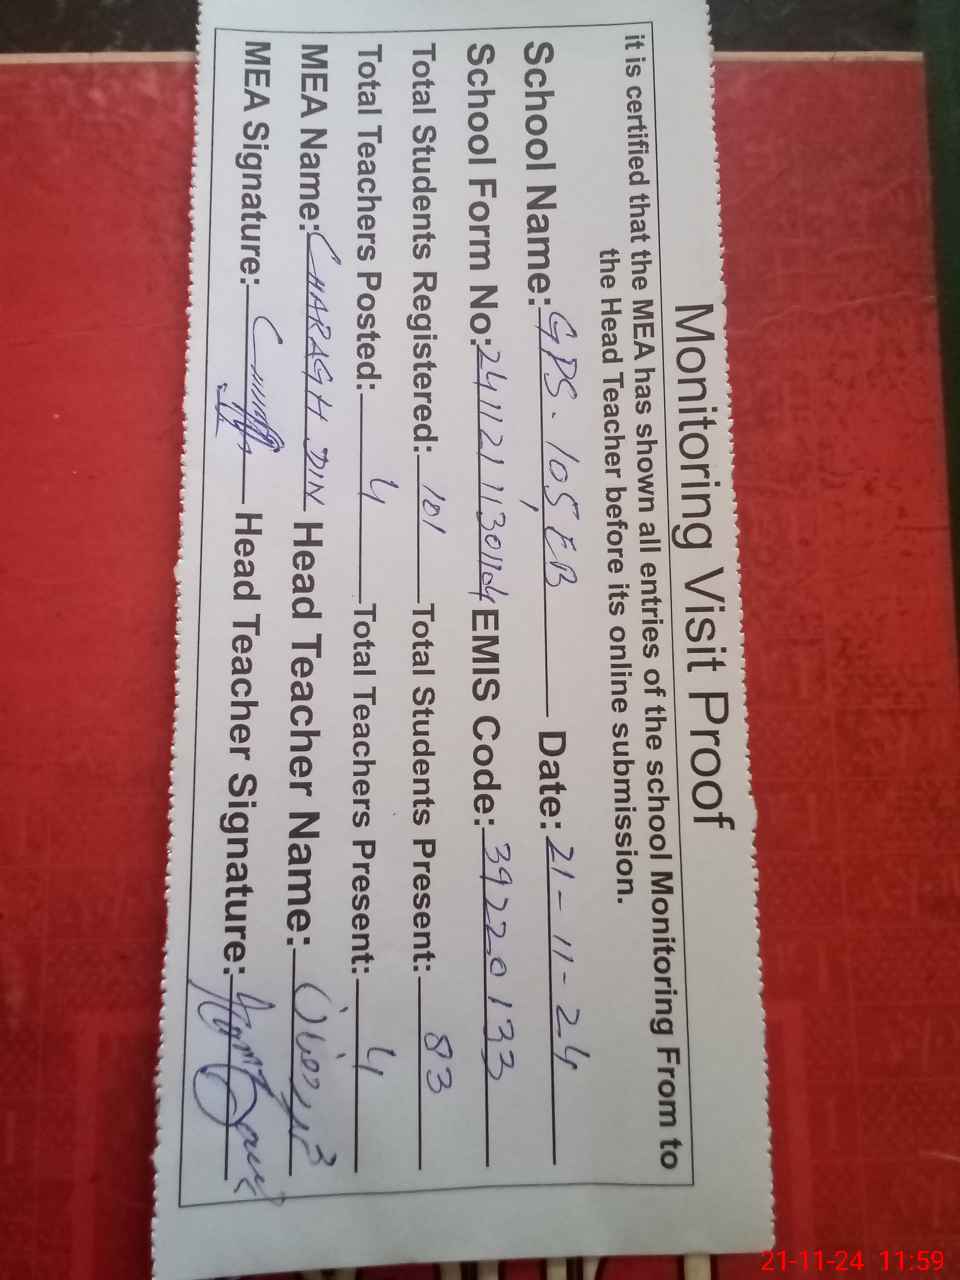 Monitoring Visit Proof
it is certified that the MEA has shown all entries of the school Monitoring From to
the Head Teacher before its online submission.
School Name: GPS. 105, EB Date: 21-11-24
School Form No: 24112111301104 EMIS Code: 39220133
Total Students Registered: 101 Total Students Present: 83
Total Teachers Posted: 4 Total Teachers Present: 4
MEA Name: CHARAGH DIN Head Teacher Name:
MEA Signature: Head Teacher Signature:
21-11-24 11:59